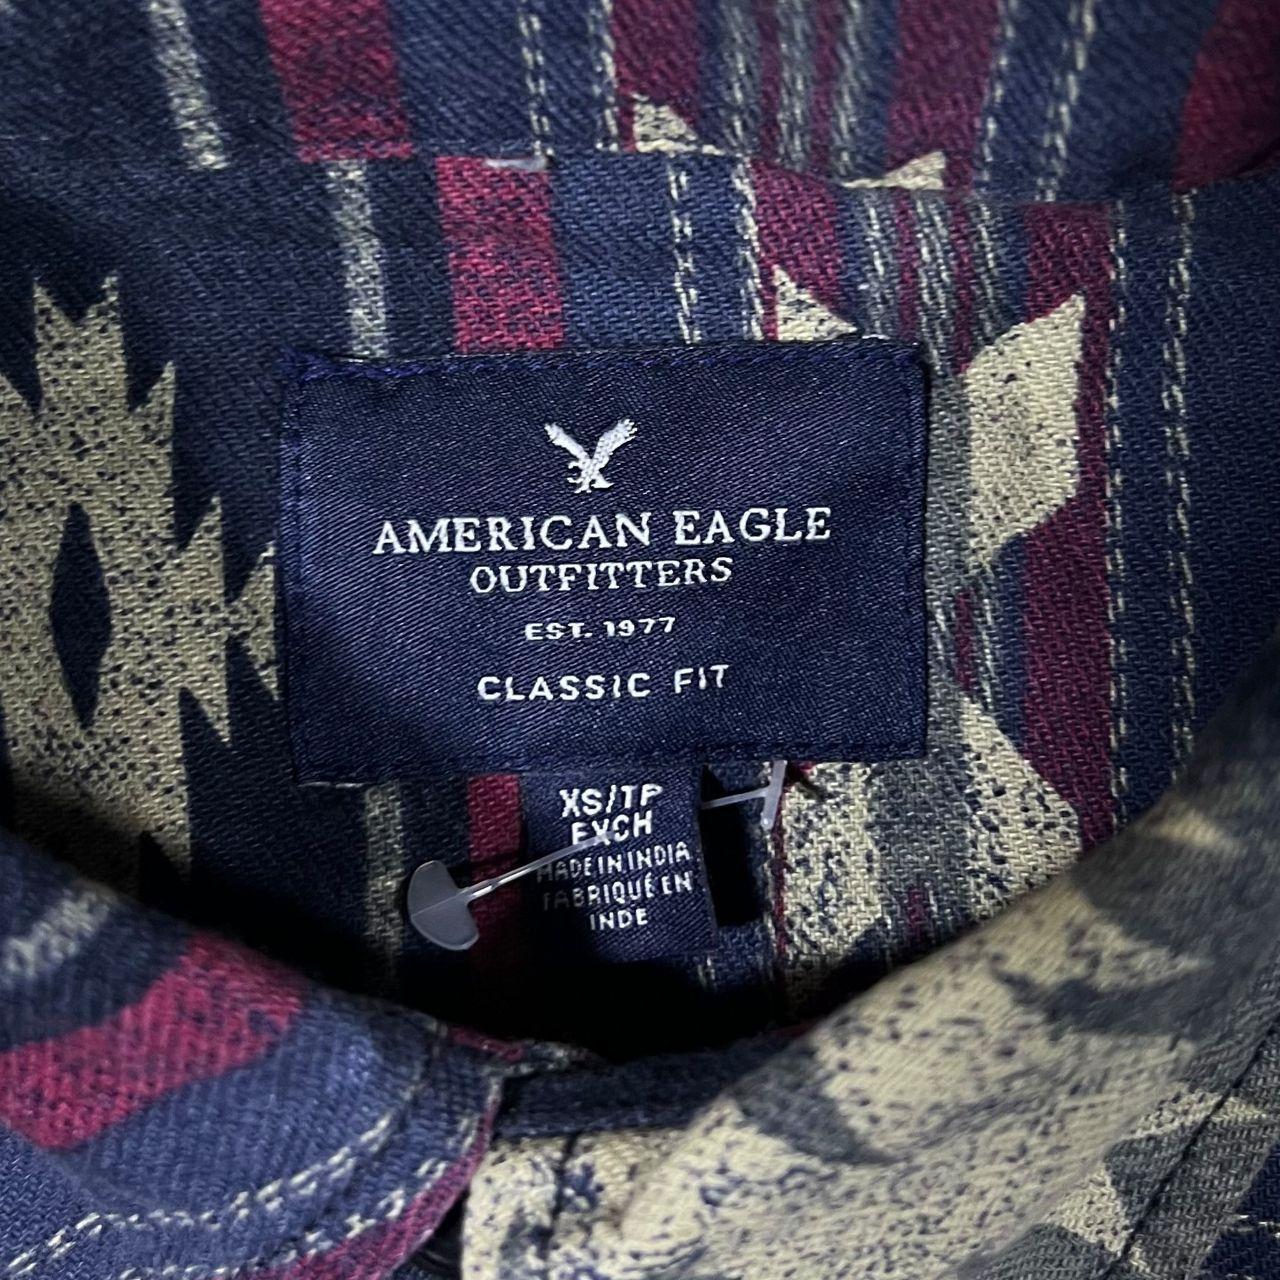 AMERICAN EAGLE
OUTFITTERS
EST. 1977
CLASSIC FIT
XS/TP
EXCH
MADE IN INDIA
FABRIQUÉ EN
INDE